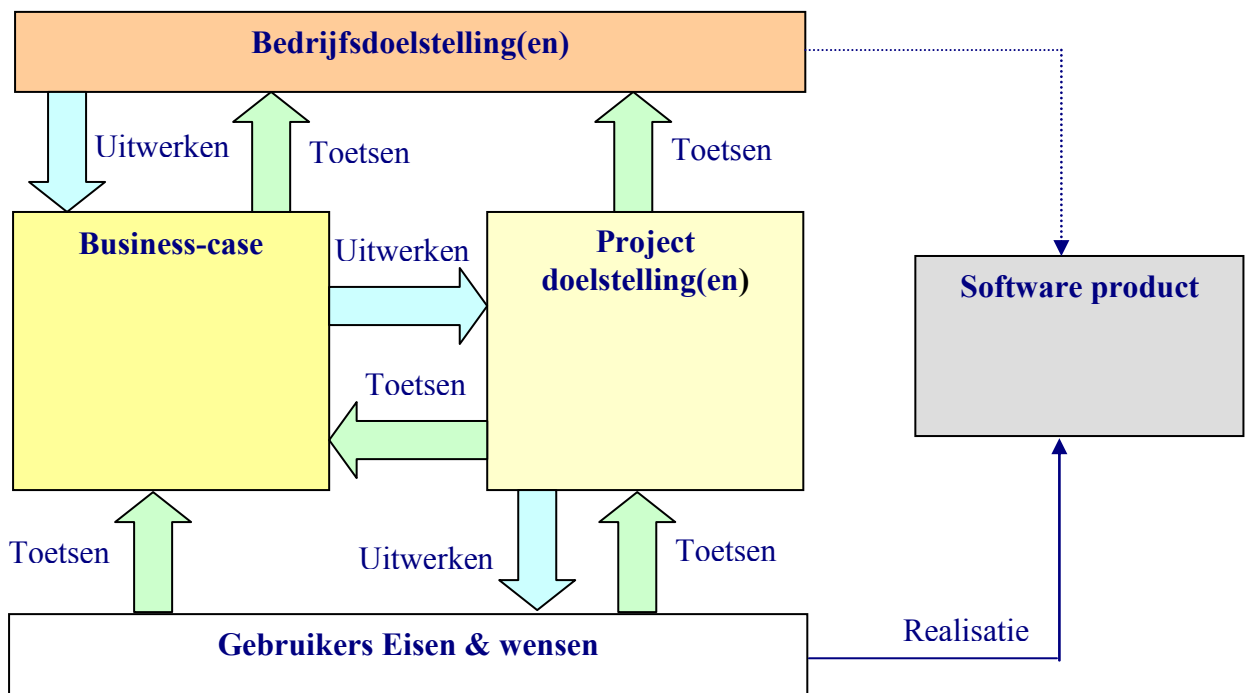 Bedrijfsdoelstelling(en)
Uitwerken
Toetsen
Toetsen
Business-case
Uitwerken
Project
doelstelling(en)
Software product
Toetsen
Toetsen
Uitwerken
Toetsen
Gebruikers Eisen & wensen
Realisatie